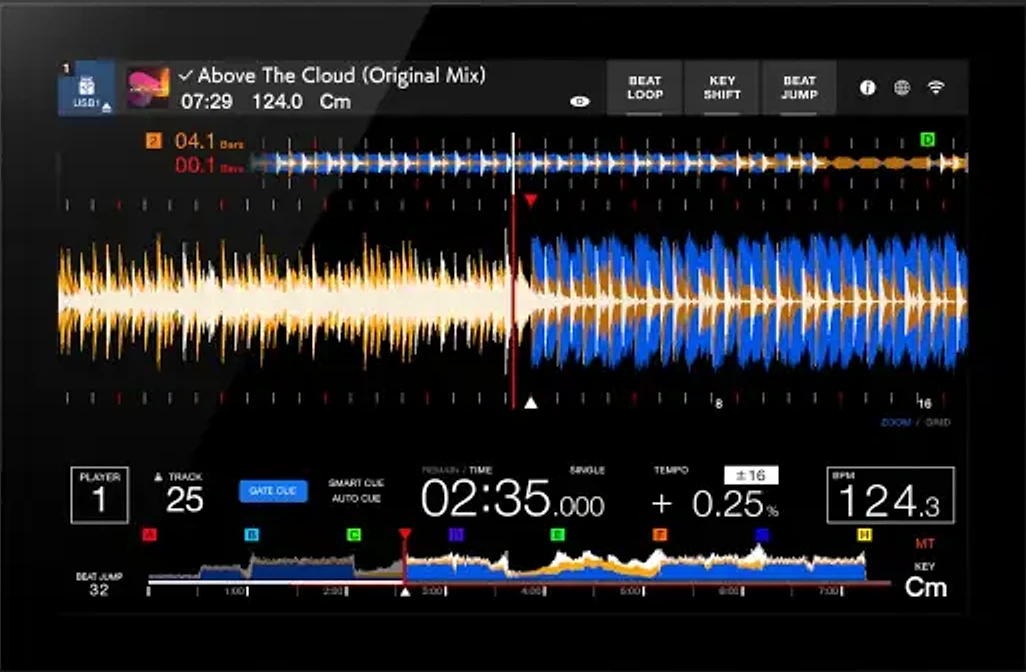 1
USB1
✓ Above The Cloud (Original Mix)
07:29 124.0 Cm
BEAT LOOP
KEY SHIFT
BEAT JUMP
2 04.1 Bars
00.1 Bars
D
8 16
ZOOM / GRID
PLAYER
1
TRACK
25
GATE CUE
SMART CUE
AUTO CUE
REMAIN / TIME SINGLE
02:35.000
TEMPO ±16
+ 0.25%
BPM
124.3
A B C D E F H
MT
KEY
Cm
BEAT JUMP
32
1:00 2:00 3:00 4:00 5:00 6:00 7:00